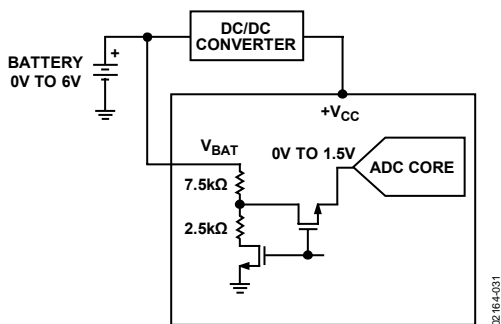 DC/DC
CONVERTER
BATTERY
0V TO 6V
+
+VCC
VBAT
0V TO 1.5V
ADC CORE
7.5kΩ
2.5kΩ
02164-031